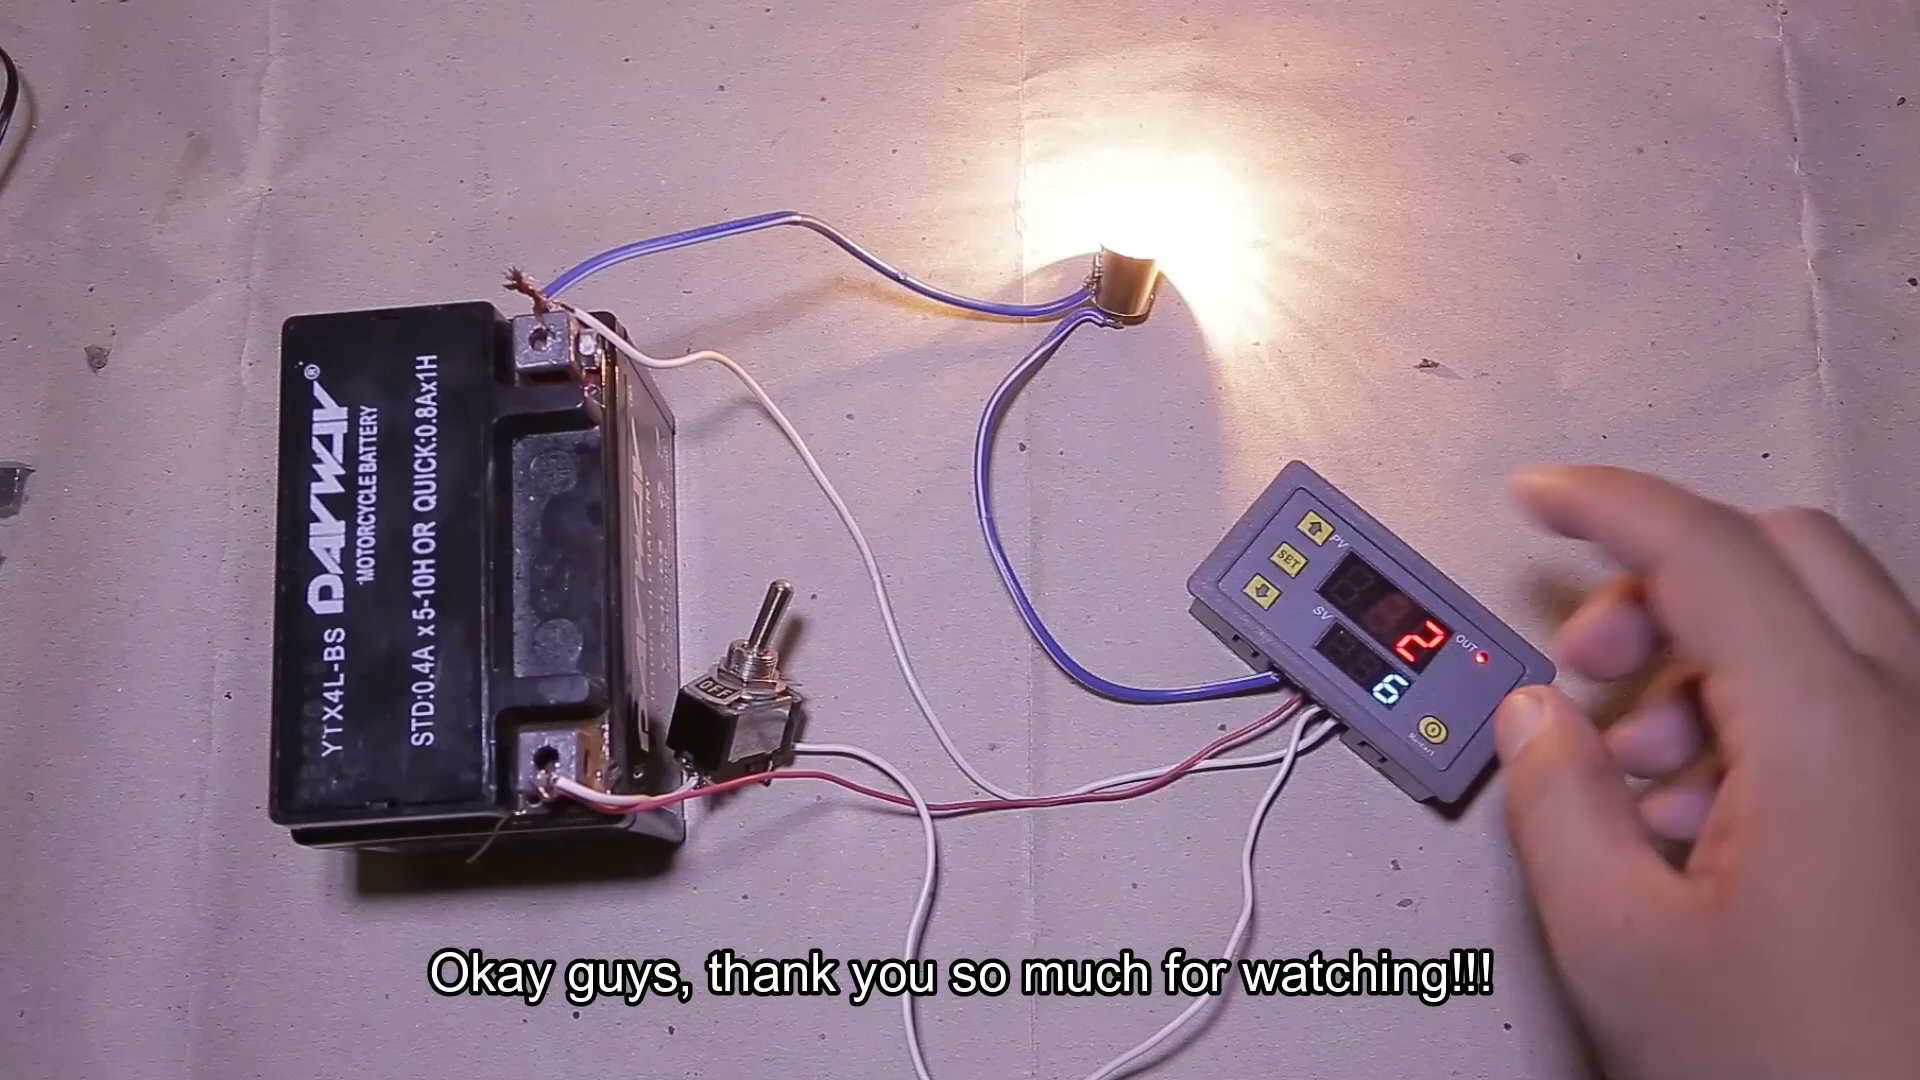 DAYWAY®
MOTORCYCLE BATTERY
YTX4L-BS
STD:0.4A x 5-10H OR QUICK:0.8Ax1H
OFF
PV
SET
SV
2
OUT
6
Restart
Okay guys, thank you so much for watching!!!